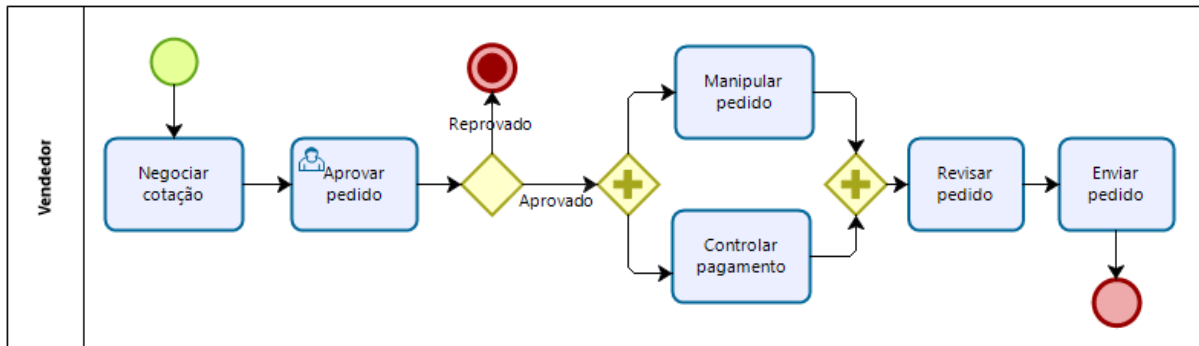 Vendedor
Negociar
cotação
Aprovar
pedido
Reprovado
Aprovado
Manipular
pedido
Controlar
pagamento
Revisar
pedido
Enviar
pedido